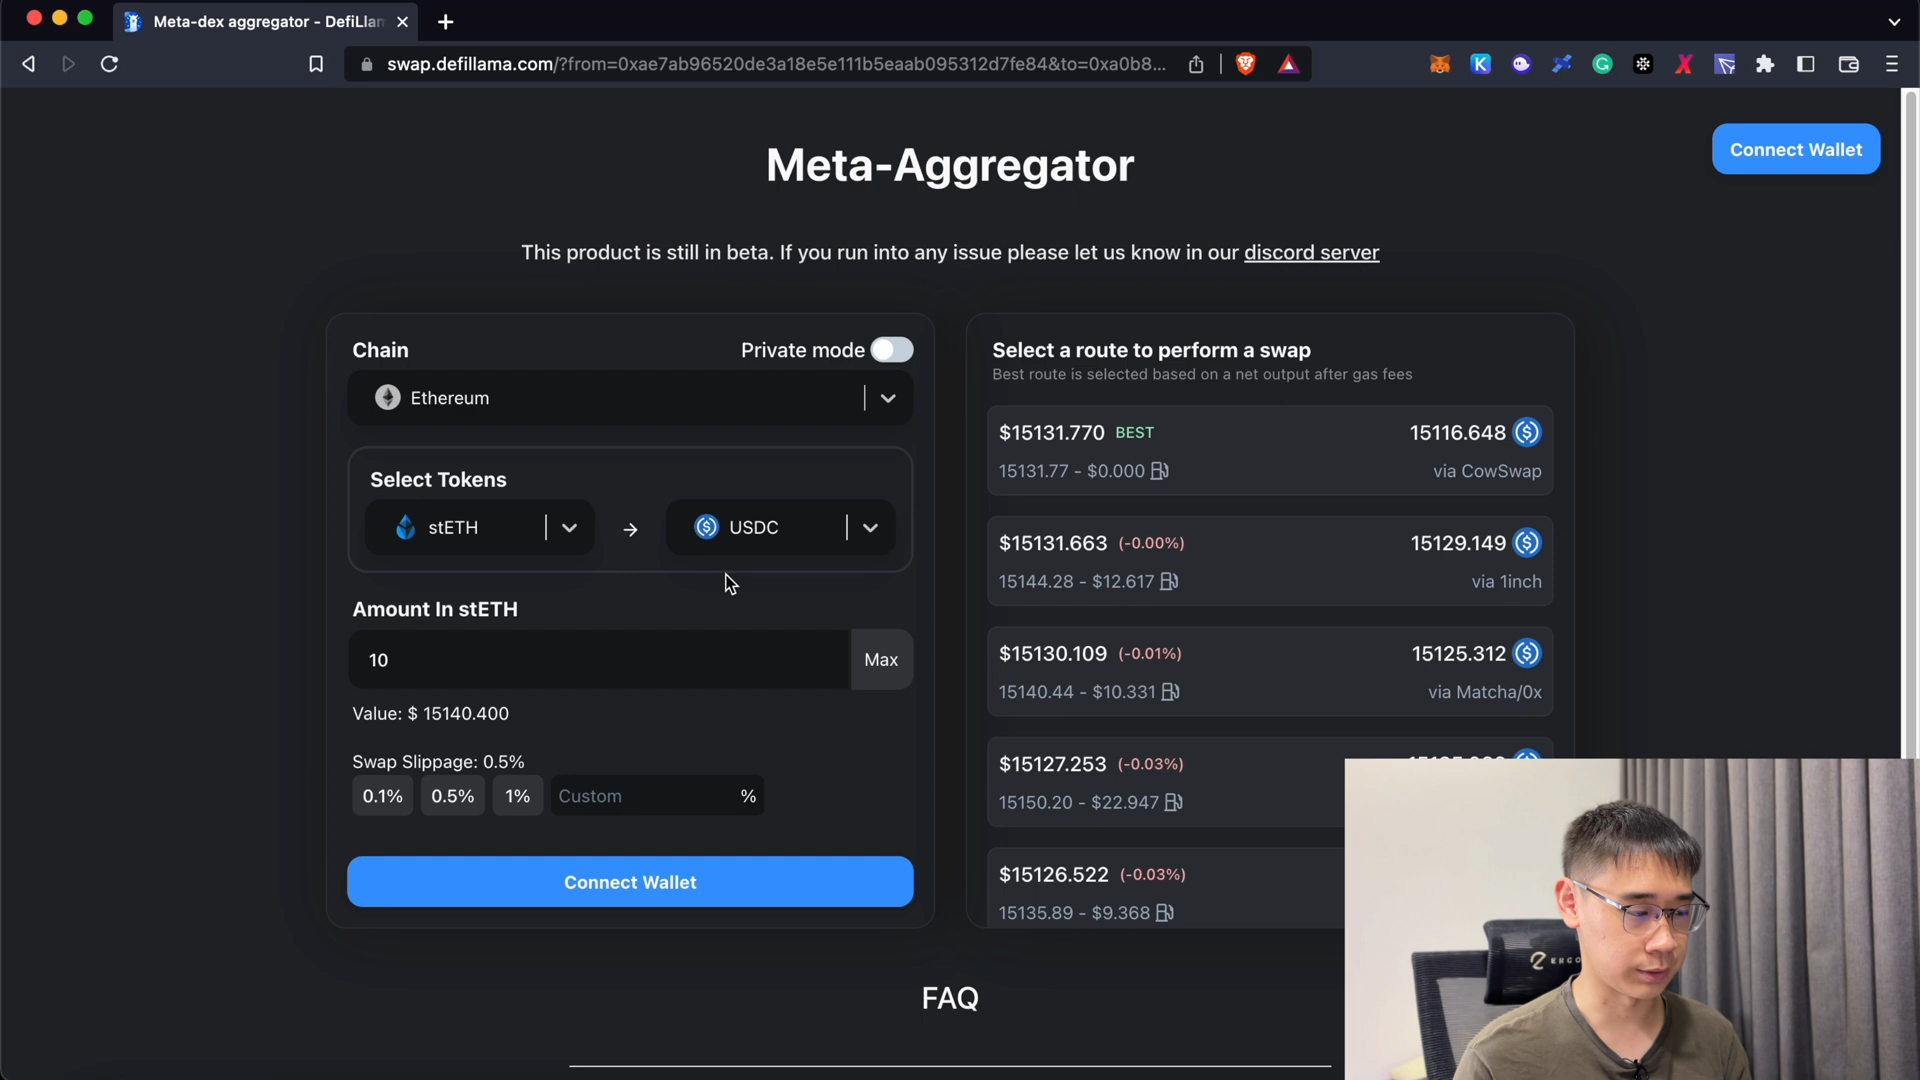 Meta-dex aggregator - DefiLlam
swap.defillama.com/?from=0xae7ab96520de3a18e5e111b5eaab095312d7fe84&to=0xa0b8...
Connect Wallet
Meta-Aggregator
This product is still in beta. If you run into any issue please let us know in our discord server
Chain
Private mode
Ethereum
Select Tokens
stETH
USDC
Amount In stETH
10
Max
Value: $ 15140.400
Swap Slippage: 0.5%
0.1%
0.5%
1%
Custom
%
Connect Wallet
Select a route to perform a swap
Best route is selected based on a net output after gas fees
$15131.770 BEST
15116.648
15131.77 - $0.000
via CowSwap
$15131.663 (-0.00%)
15129.149
15144.28 - $12.617
via 1inch
$15130.109 (-0.01%)
15125.312
15140.44 - $10.331
via Matcha/0x
$15127.253 (-0.03%)
15150.20 - $22.947
$15126.522 (-0.03%)
15135.89 - $9.368
FAQ
ERGO